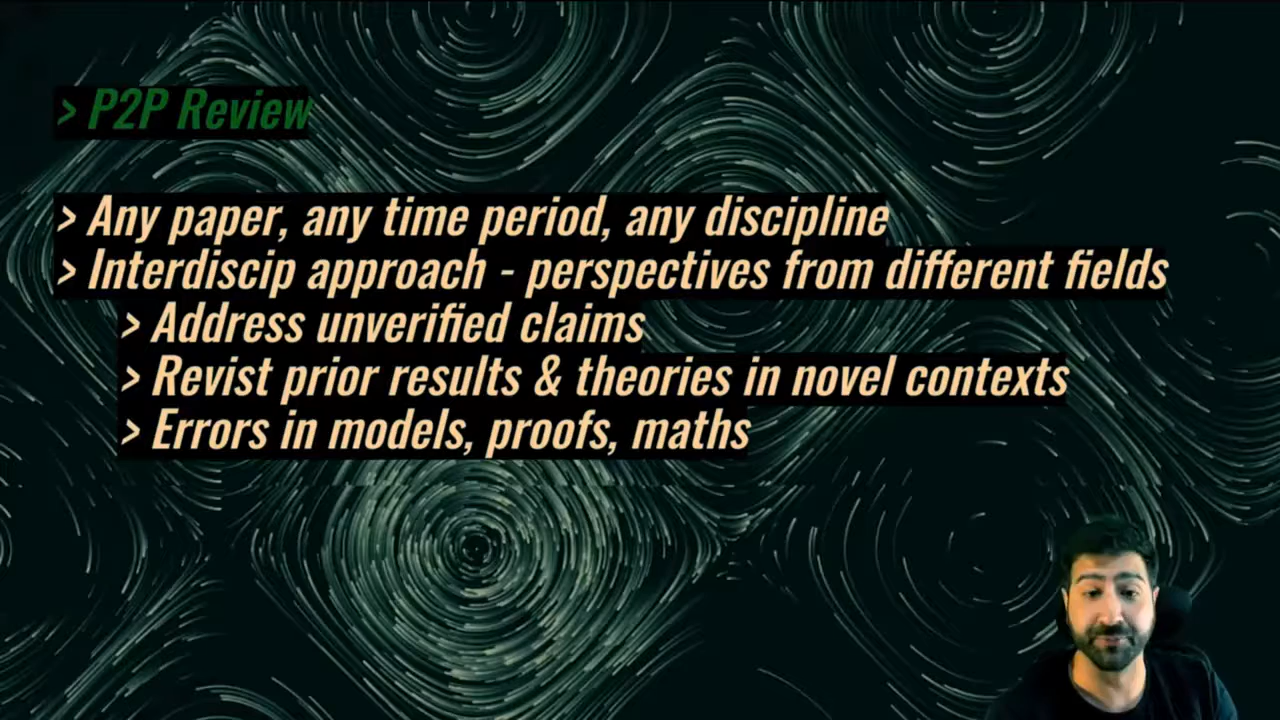 > P2P Review
> Any paper, any time period, any discipline
> Interdiscip approach - perspectives from different fields
> Address unverified claims
> Revist prior results & theories in novel contexts
> Errors in models, proofs, maths